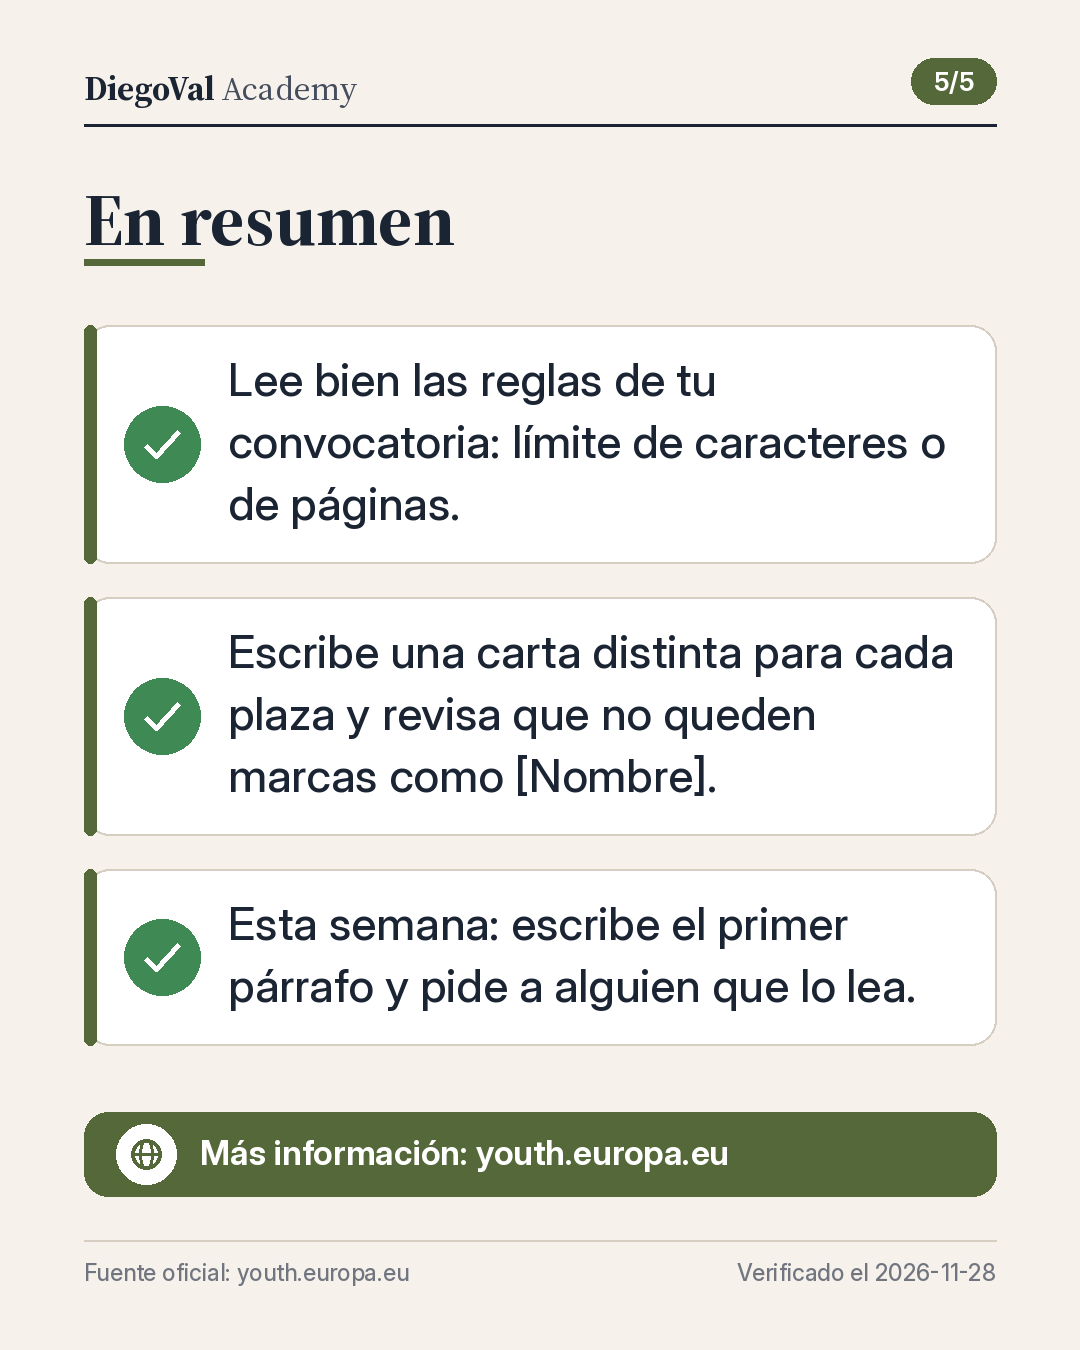 DiegoVal Academy
5/5
En resumen
Lee bien las reglas de tu
convocatoria: límite de caracteres o
de páginas.
Escribe una carta distinta para cada
plaza y revisa que no queden
marcas como [Nombre].
Esta semana: escribe el primer
párrafo y pide a alguien que lo lea.
Más información: youth.europa.eu
Fuente oficial: youth.europa.eu
Verificado el 2026-11-28